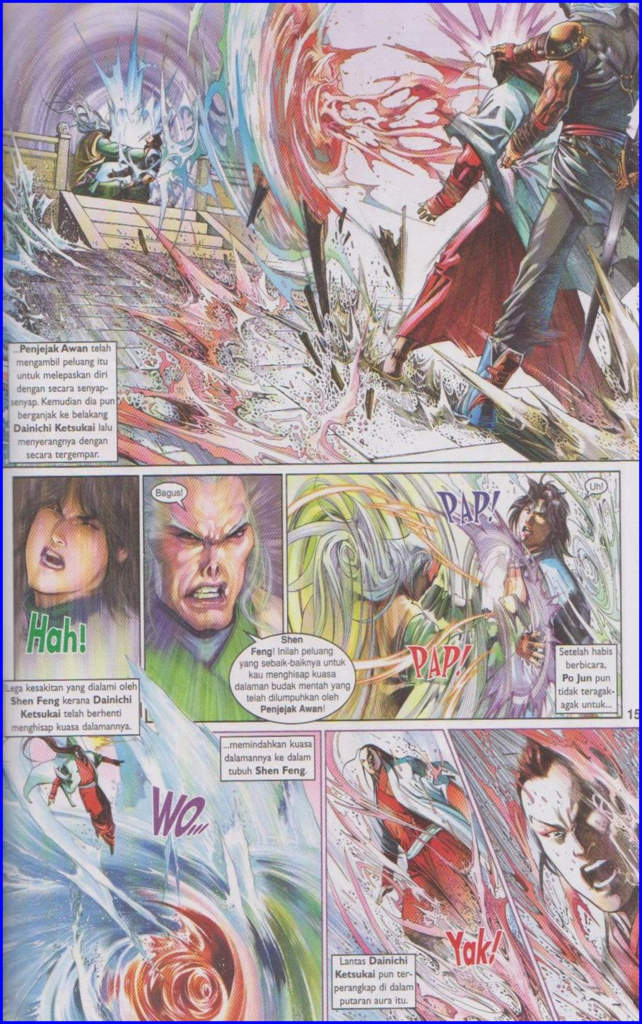 ...Penjejak Awan telah
mengambil peluang itu
untuk melepaskan diri
dengan secara senyap-
senyap. Kemudian dia pun
berganjak ke belakang
Dainichi Ketsukai lalu
menyerangnya dengan
secara tergempar.
Hah!
Bagus!
Shen
Feng! Inilah peluang
yang sebaik-baiknya untuk
kau menghisap kuasa
dalaman budak mentah yang
telah dilumpuhkan oleh
Penjejak Awan!
PAP!
PAP!
Uh!
Setelah habis
berbicara,
Po Jun pun
tidak teragak-
agak untuk...
15
Lega kesakitan yang dialami oleh
Shen Feng kerana Dainichi
Ketsukai telah berhenti
menghisap kuasa dalamannya.
...memindahkan kuasa
dalamannya ke dalam
tubuh Shen Feng.
WO...
Yak!
Lantas Dainichi
Ketsukai pun ter-
perangkap di dalam
putaran aura itu.